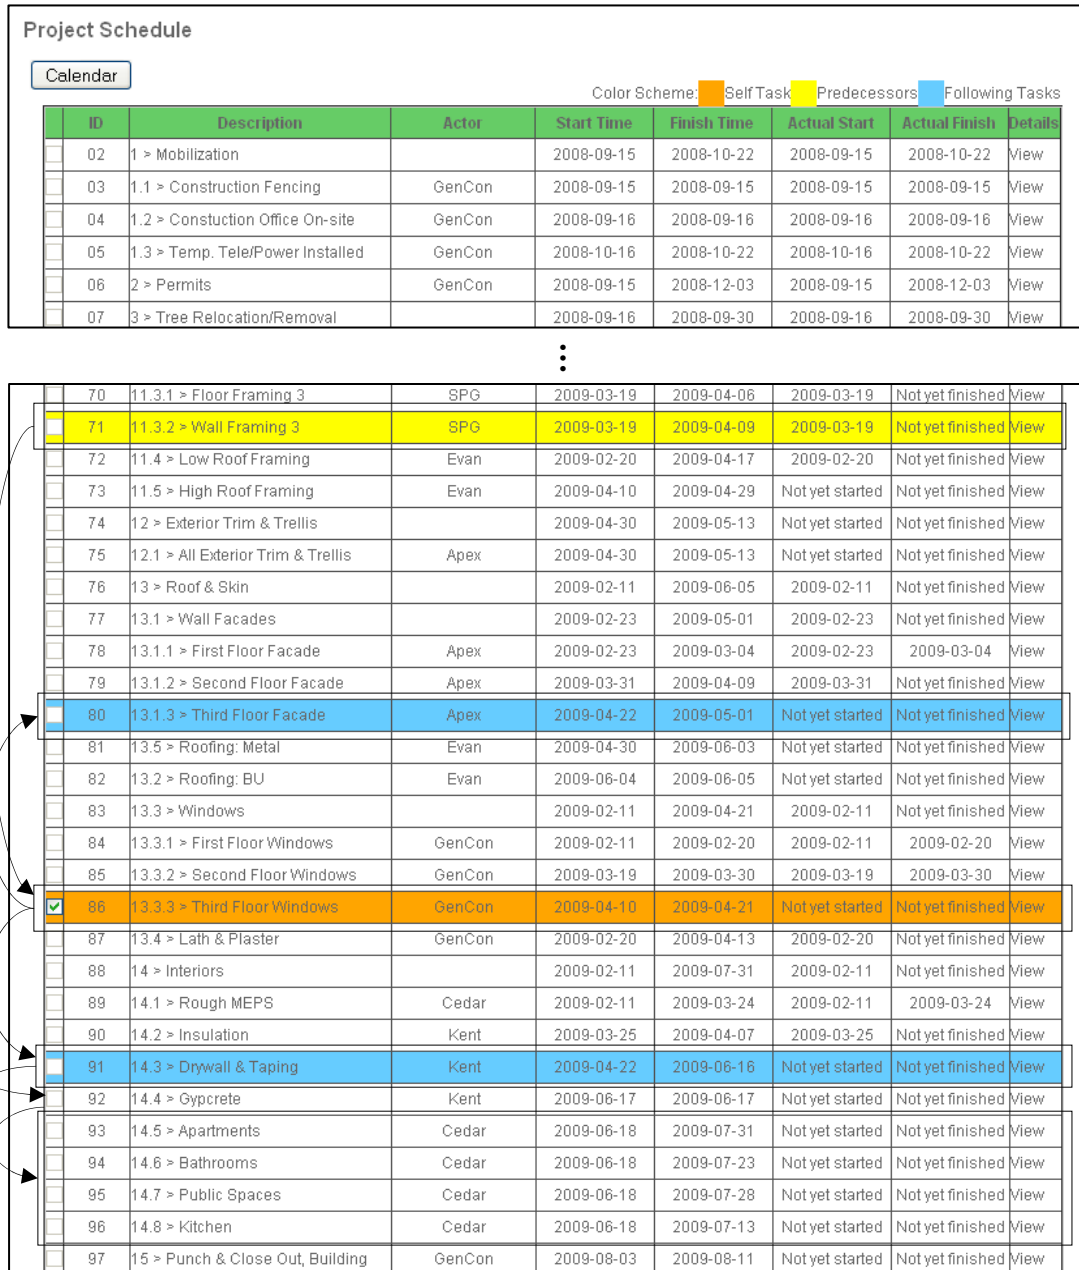 Project Schedule
Calendar
Color Scheme: Self Task Predecessors Following Tasks
ID Description Actor Start Time Finish Time Actual Start Actual Finish Details
02 1 > Mobilization 2008-09-15 2008-10-22 2008-09-15 2008-10-22 View
03 1.1 > Construction Fencing GenCon 2008-09-15 2008-09-15 2008-09-15 2008-09-15 View
04 1.2 > Constuction Office On-site GenCon 2008-09-16 2008-09-16 2008-09-16 2008-09-16 View
05 1.3 > Temp. Tele/Power Installed GenCon 2008-10-16 2008-10-22 2008-10-16 2008-10-22 View
06 2 > Permits GenCon 2008-09-15 2008-12-03 2008-09-15 2008-12-03 View
07 3 > Tree Relocation/Removal 2008-09-16 2008-09-30 2008-09-16 2008-09-30 View
70 11.3.1 > Floor Framing 3 SPG 2009-03-19 2009-04-06 2009-03-19 Not yet finished View
71 11.3.2 > Wall Framing 3 SPG 2009-03-19 2009-04-09 2009-03-19 Not yet finished View
72 11.4 > Low Roof Framing Evan 2009-02-20 2009-04-17 2009-02-20 Not yet finished View
73 11.5 > High Roof Framing Evan 2009-04-10 2009-04-29 Not yet started Not yet finished View
74 12 > Exterior Trim & Trellis 2009-04-30 2009-05-13 Not yet started Not yet finished View
75 12.1 > All Exterior Trim & Trellis Apex 2009-04-30 2009-05-13 Not yet started Not yet finished View
76 13 > Roof & Skin 2009-02-11 2009-06-05 2009-02-11 Not yet finished View
77 13.1 > Wall Facades 2009-02-23 2009-05-01 2009-02-23 Not yet finished View
78 13.1.1 > First Floor Facade Apex 2009-02-23 2009-03-04 2009-02-23 2009-03-04 View
79 13.1.2 > Second Floor Facade Apex 2009-03-31 2009-04-09 2009-03-31 Not yet finished View
80 13.1.3 > Third Floor Facade Apex 2009-04-22 2009-05-01 Not yet started Not yet finished View
81 13.5 > Roofing: Metal Evan 2009-04-30 2009-06-03 Not yet started Not yet finished View
82 13.2 > Roofing: BU Evan 2009-06-04 2009-06-05 Not yet started Not yet finished View
83 13.3 > Windows 2009-02-11 2009-04-21 2009-02-11 Not yet finished View
84 13.3.1 > First Floor Windows GenCon 2009-02-11 2009-02-20 2009-02-11 2009-02-20 View
85 13.3.2 > Second Floor Windows GenCon 2009-03-19 2009-03-30 2009-03-19 2009-03-30 View
86 13.3.3 > Third Floor Windows GenCon 2009-04-10 2009-04-21 Not yet started Not yet finished View
87 13.4 > Lath & Plaster GenCon 2009-02-20 2009-04-13 2009-02-20 Not yet finished View
88 14 > Interiors 2009-02-11 2009-07-31 2009-02-11 Not yet finished View
89 14.1 > Rough MEPS Cedar 2009-02-11 2009-03-24 2009-02-11 2009-03-24 View
90 14.2 > Insulation Kent 2009-03-25 2009-04-07 2009-03-25 Not yet finished View
91 14.3 > Drywall & Taping Kent 2009-04-22 2009-06-16 Not yet started Not yet finished View
92 14.4 > Gypcrete Kent 2009-06-17 2009-06-17 Not yet started Not yet finished View
93 14.5 > Apartments Cedar 2009-06-18 2009-07-31 Not yet started Not yet finished View
94 14.6 > Bathrooms Cedar 2009-06-18 2009-07-23 Not yet started Not yet finished View
95 14.7 > Public Spaces Cedar 2009-06-18 2009-07-28 Not yet started Not yet finished View
96 14.8 > Kitchen Cedar 2009-06-18 2009-07-13 Not yet started Not yet finished View
97 15 > Punch & Close Out, Building GenCon 2009-08-03 2009-08-11 Not yet started Not yet finished View